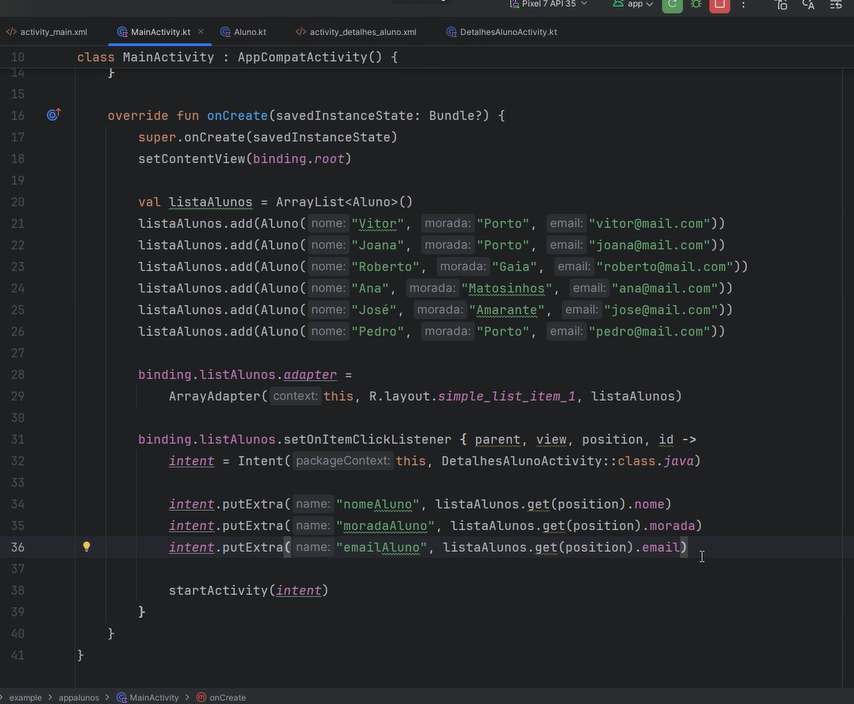 Pixel 7 API 35 app
activity_main.xml MainActivity.kt Aluno.kt activity_detalhes_aluno.xml DetalhesAlunoActivity.kt
10 class MainActivity : AppCompatActivity() {
14 }
15
16 override fun onCreate(savedInstanceState: Bundle?) {
17 super.onCreate(savedInstanceState)
18 setContentView(binding.root)
19
20 val listaAlunos = ArrayList<Aluno>()
21 listaAlunos.add(Aluno( nome: "Vitor", morada: "Porto", email: "vitor@mail.com"))
22 listaAlunos.add(Aluno( nome: "Joana", morada: "Porto", email: "joana@mail.com"))
23 listaAlunos.add(Aluno( nome: "Roberto", morada: "Gaia", email: "roberto@mail.com"))
24 listaAlunos.add(Aluno( nome: "Ana", morada: "Matosinhos", email: "ana@mail.com"))
25 listaAlunos.add(Aluno( nome: "José", morada: "Amarante", email: "jose@mail.com"))
26 listaAlunos.add(Aluno( nome: "Pedro", morada: "Porto", email: "pedro@mail.com"))
27
28 binding.listAlunos.adapter =
29 ArrayAdapter( context: this, R.layout.simple_list_item_1, listaAlunos)
30
31 binding.listAlunos.setOnItemClickListener { parent, view, position, id ->
32 intent = Intent( packageContext: this, DetalhesAlunoActivity::class.java)
33
34 intent.putExtra( name: "nomeAluno", listaAlunos.get(position).nome)
35 intent.putExtra( name: "moradaAluno", listaAlunos.get(position).morada)
36 intent.putExtra( name: "emailAluno", listaAlunos.get(position).email)
37
38 startActivity(intent)
39 }
40 }
41 }
example > appalunos > MainActivity > onCreate